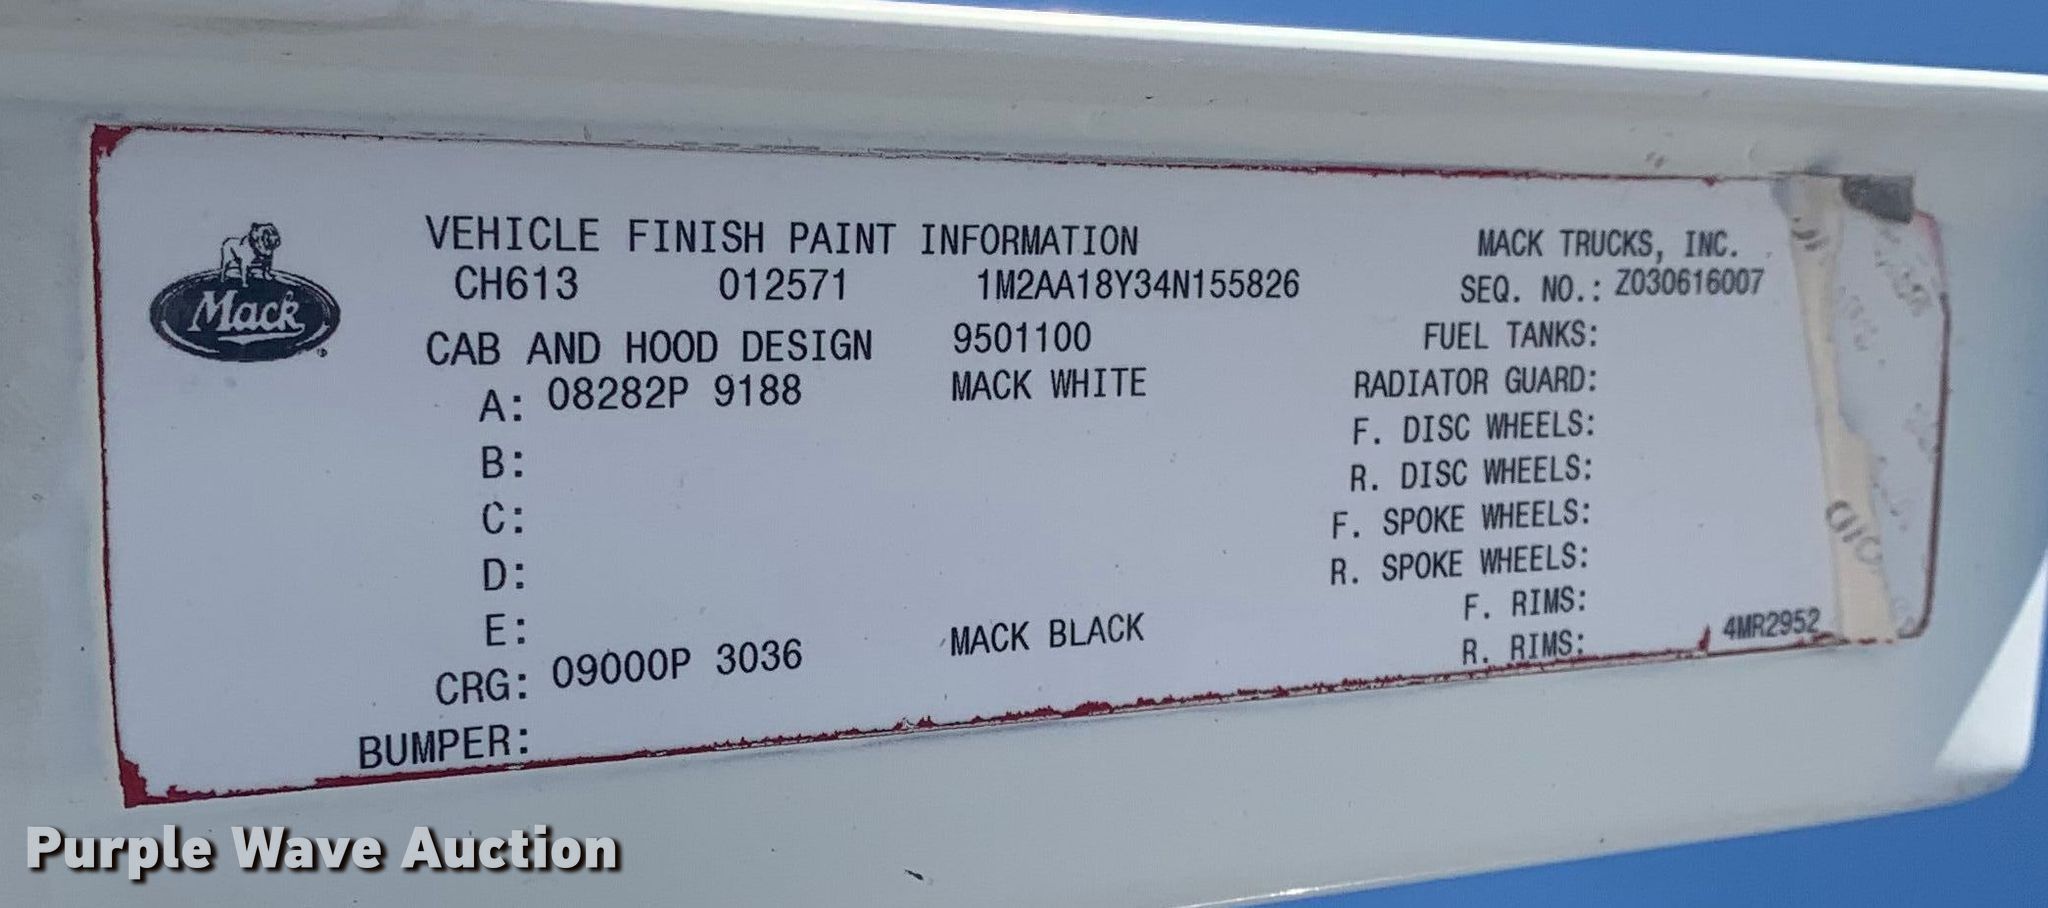 Mack
VEHICLE FINISH PAINT INFORMATION
CH613 012571 1M2AA18Y34N155826
CAB AND HOOD DESIGN 9501100
A: 08282P 9188 MACK WHITE
B:
C:
D:
E:
CRG: 09000P 3036 MACK BLACK
BUMPER:
MACK TRUCKS, INC.
SEQ. NO.: Z030616007
FUEL TANKS:
RADIATOR GUARD:
F. DISC WHEELS:
R. DISC WHEELS:
F. SPOKE WHEELS:
R. SPOKE WHEELS:
F. RIMS:
R. RIMS:
4MR2952
Purple Wave Auction